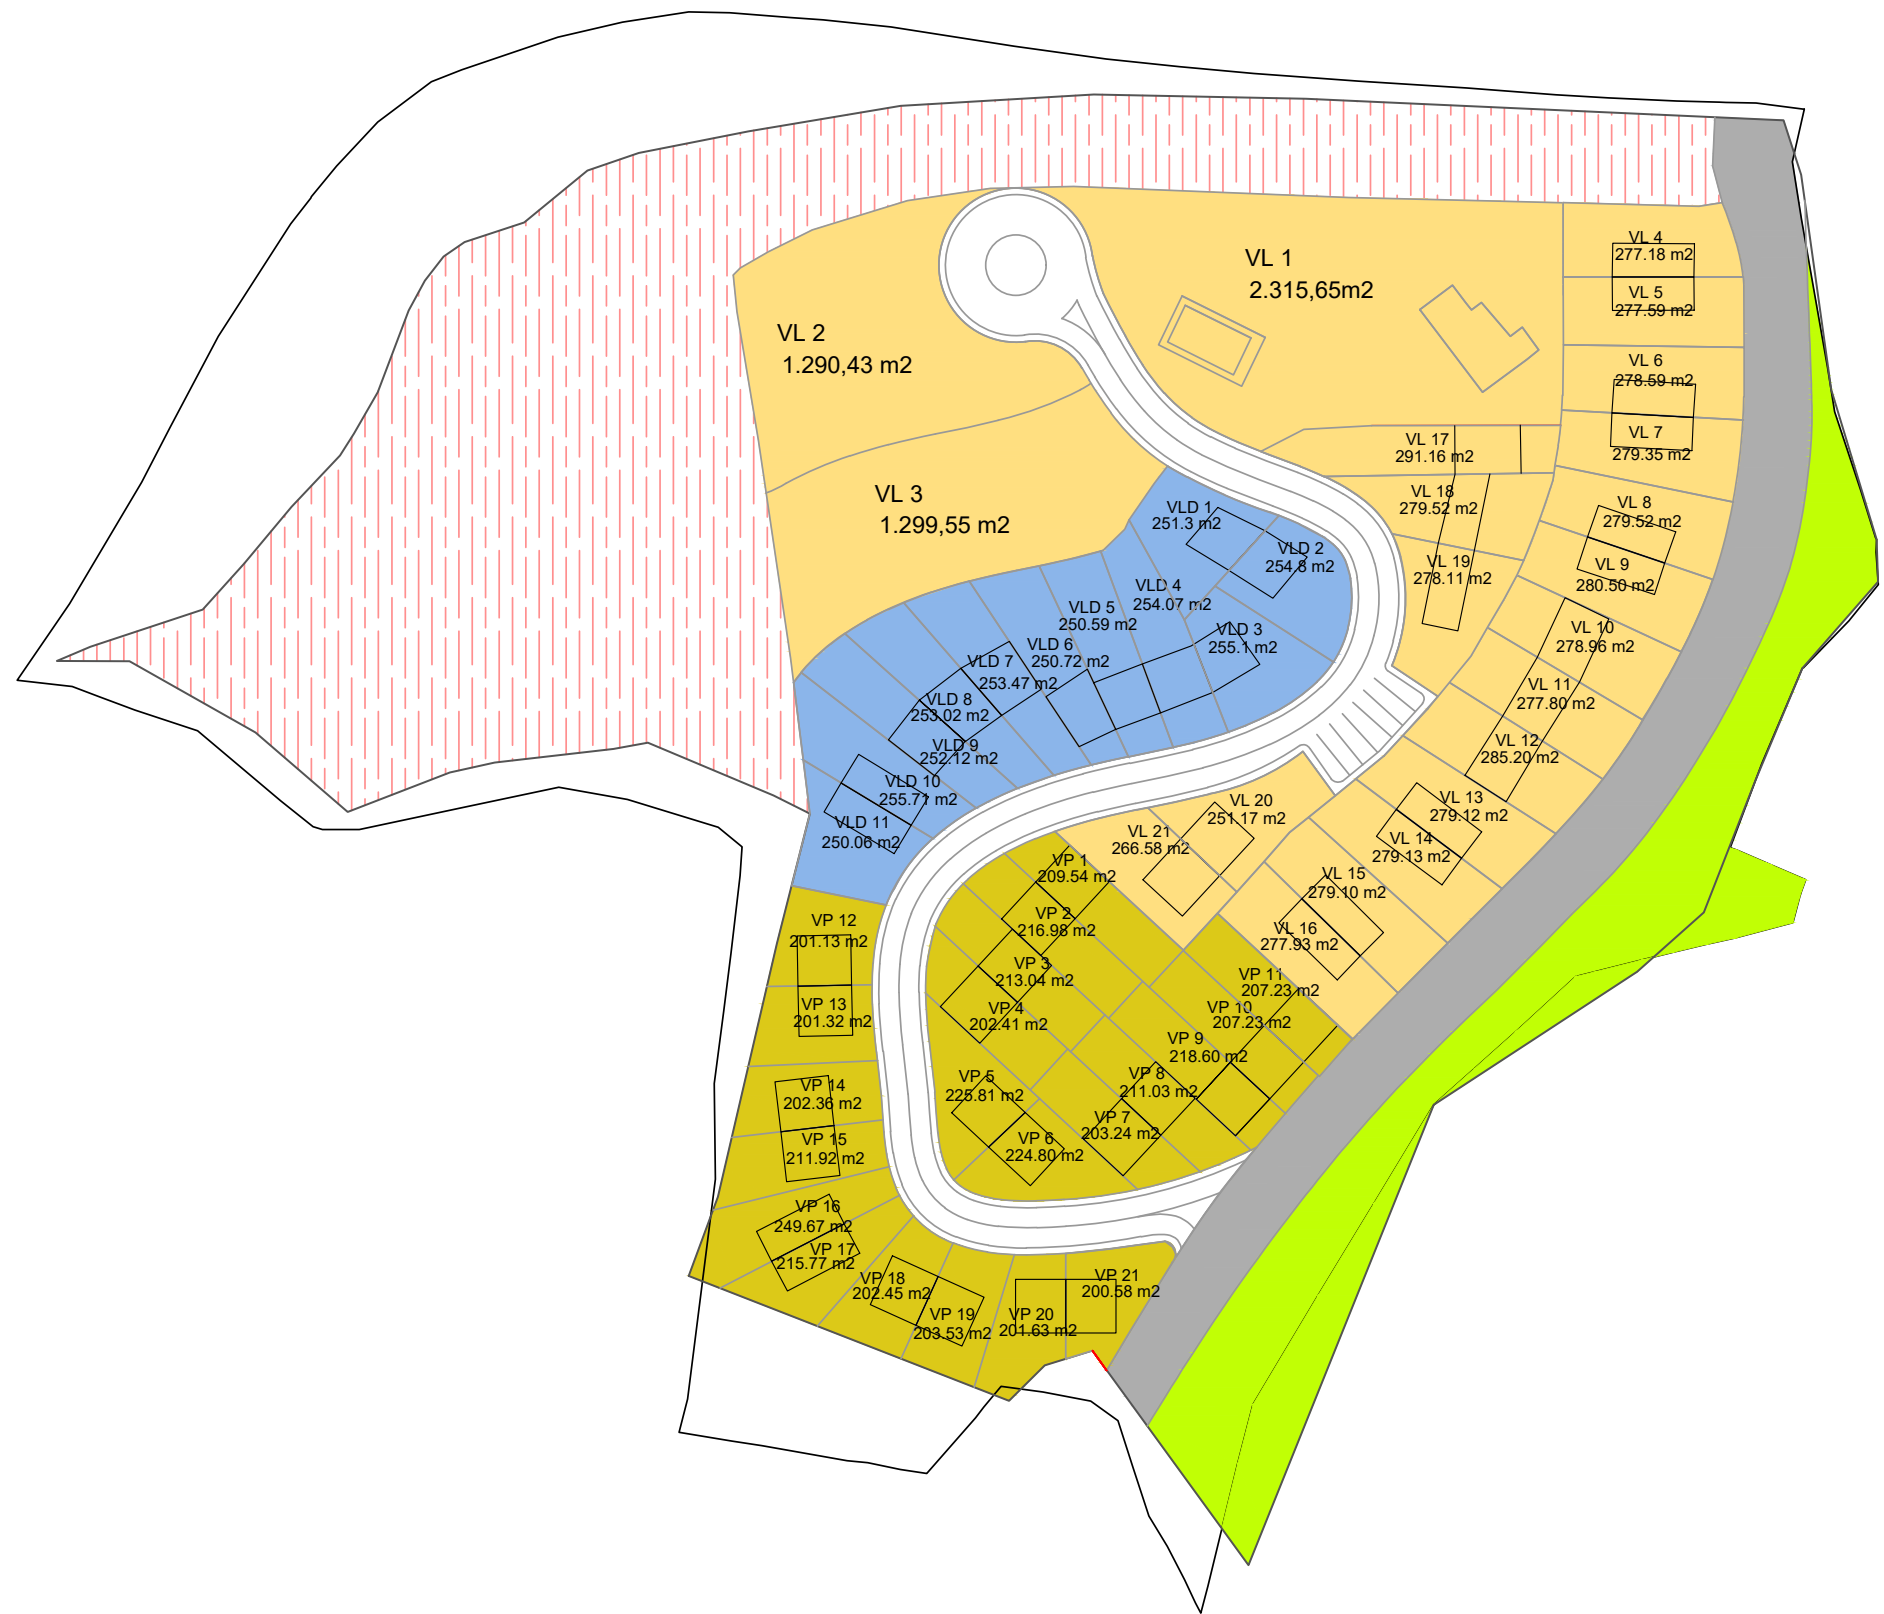 VL 1
2.315,65m2
VL 2
1.290,43 m2
VL 3
1.299,55 m2
VL 4
277.18 m2
VL 5
277.59 m2
VL 6
278.59 m2
VL 7
279.35 m2
VL 8
279.52 m2
VL 9
280.50 m2
VL 10
278.96 m2
VL 11
277.80 m2
VL 12
285.20 m2
VL 13
279.12 m2
VL 14
279.13 m2
VL 15
279.10 m2
VL 16
277.93 m2
VL 17
291.16 m2
VL 18
279.52 m2
VL 19
278.11 m2
VL 20
251.17 m2
VL 21
266.58 m2
VLD 1
251.3 m2
VLD 2
254.8 m2
VLD 3
255.1 m2
VLD 4
254.07 m2
VLD 5
250.59 m2
VLD 6
250.72 m2
VLD 7
253.47 m2
VLD 8
253.02 m2
VLD 9
252.12 m2
VLD 10
255.71 m2
VLD 11
250.06 m2
VP 1
209.54 m2
VP 2
216.98 m2
VP 3
213.04 m2
VP 4
202.41 m2
VP 5
225.81 m2
VP 6
224.80 m2
VP 7
203.24 m2
VP 8
211.03 m2
VP 9
218.60 m2
VP 10
207.23 m2
VP 11
207.23 m2
VP 12
201.13 m2
VP 13
201.32 m2
VP 14
202.36 m2
VP 15
211.92 m2
VP 16
249.67 m2
VP 17
215.77 m2
VP 18
202.45 m2
VP 19
203.53 m2
VP 20
201.63 m2
VP 21
200.58 m2